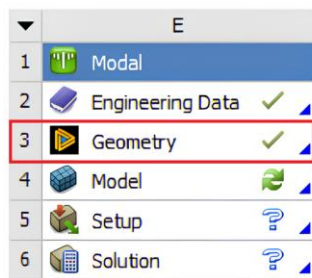 E
1 Modal
2 Engineering Data
3 Geometry
4 Model
5 Setup ?
6 Solution ?